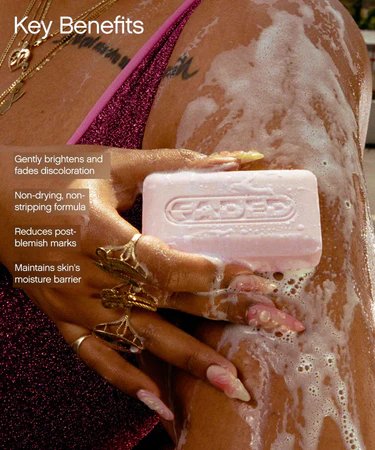 Key Benefits
Gently brightens and
fades discoloration
Non-drying, non-
stripping formula
Reduces post-
blemish marks
Maintains skin's
moisture barrier
FADED